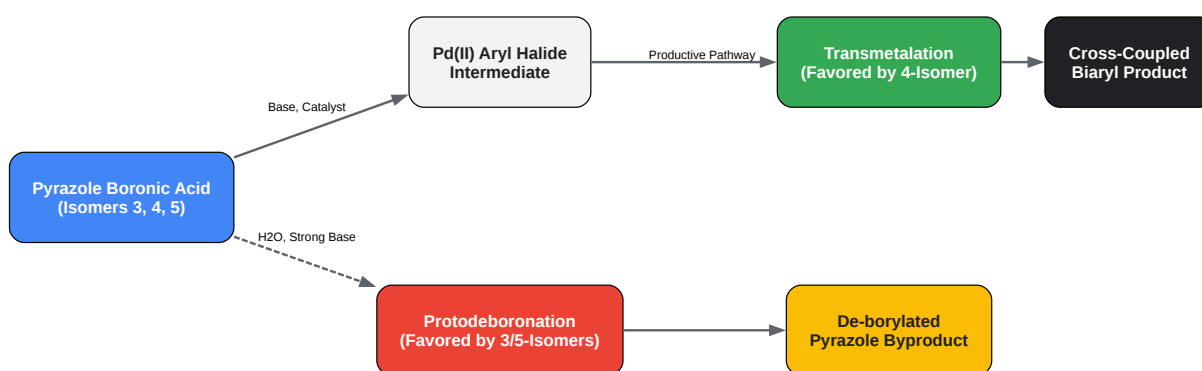 Pd(II) Aryl Halide
Intermediate
Productive Pathway
Transmetalation
(Favored by 4-Isomer)
Cross-Coupled
Biaryl Product
Base, Catalyst
Pyrazole Boronic Acid
(Isomers 3, 4, 5)
H2O, Strong Base
Protodeboronation
(Favored by 3/5-Isomers)
De-borylated
Pyrazole Byproduct